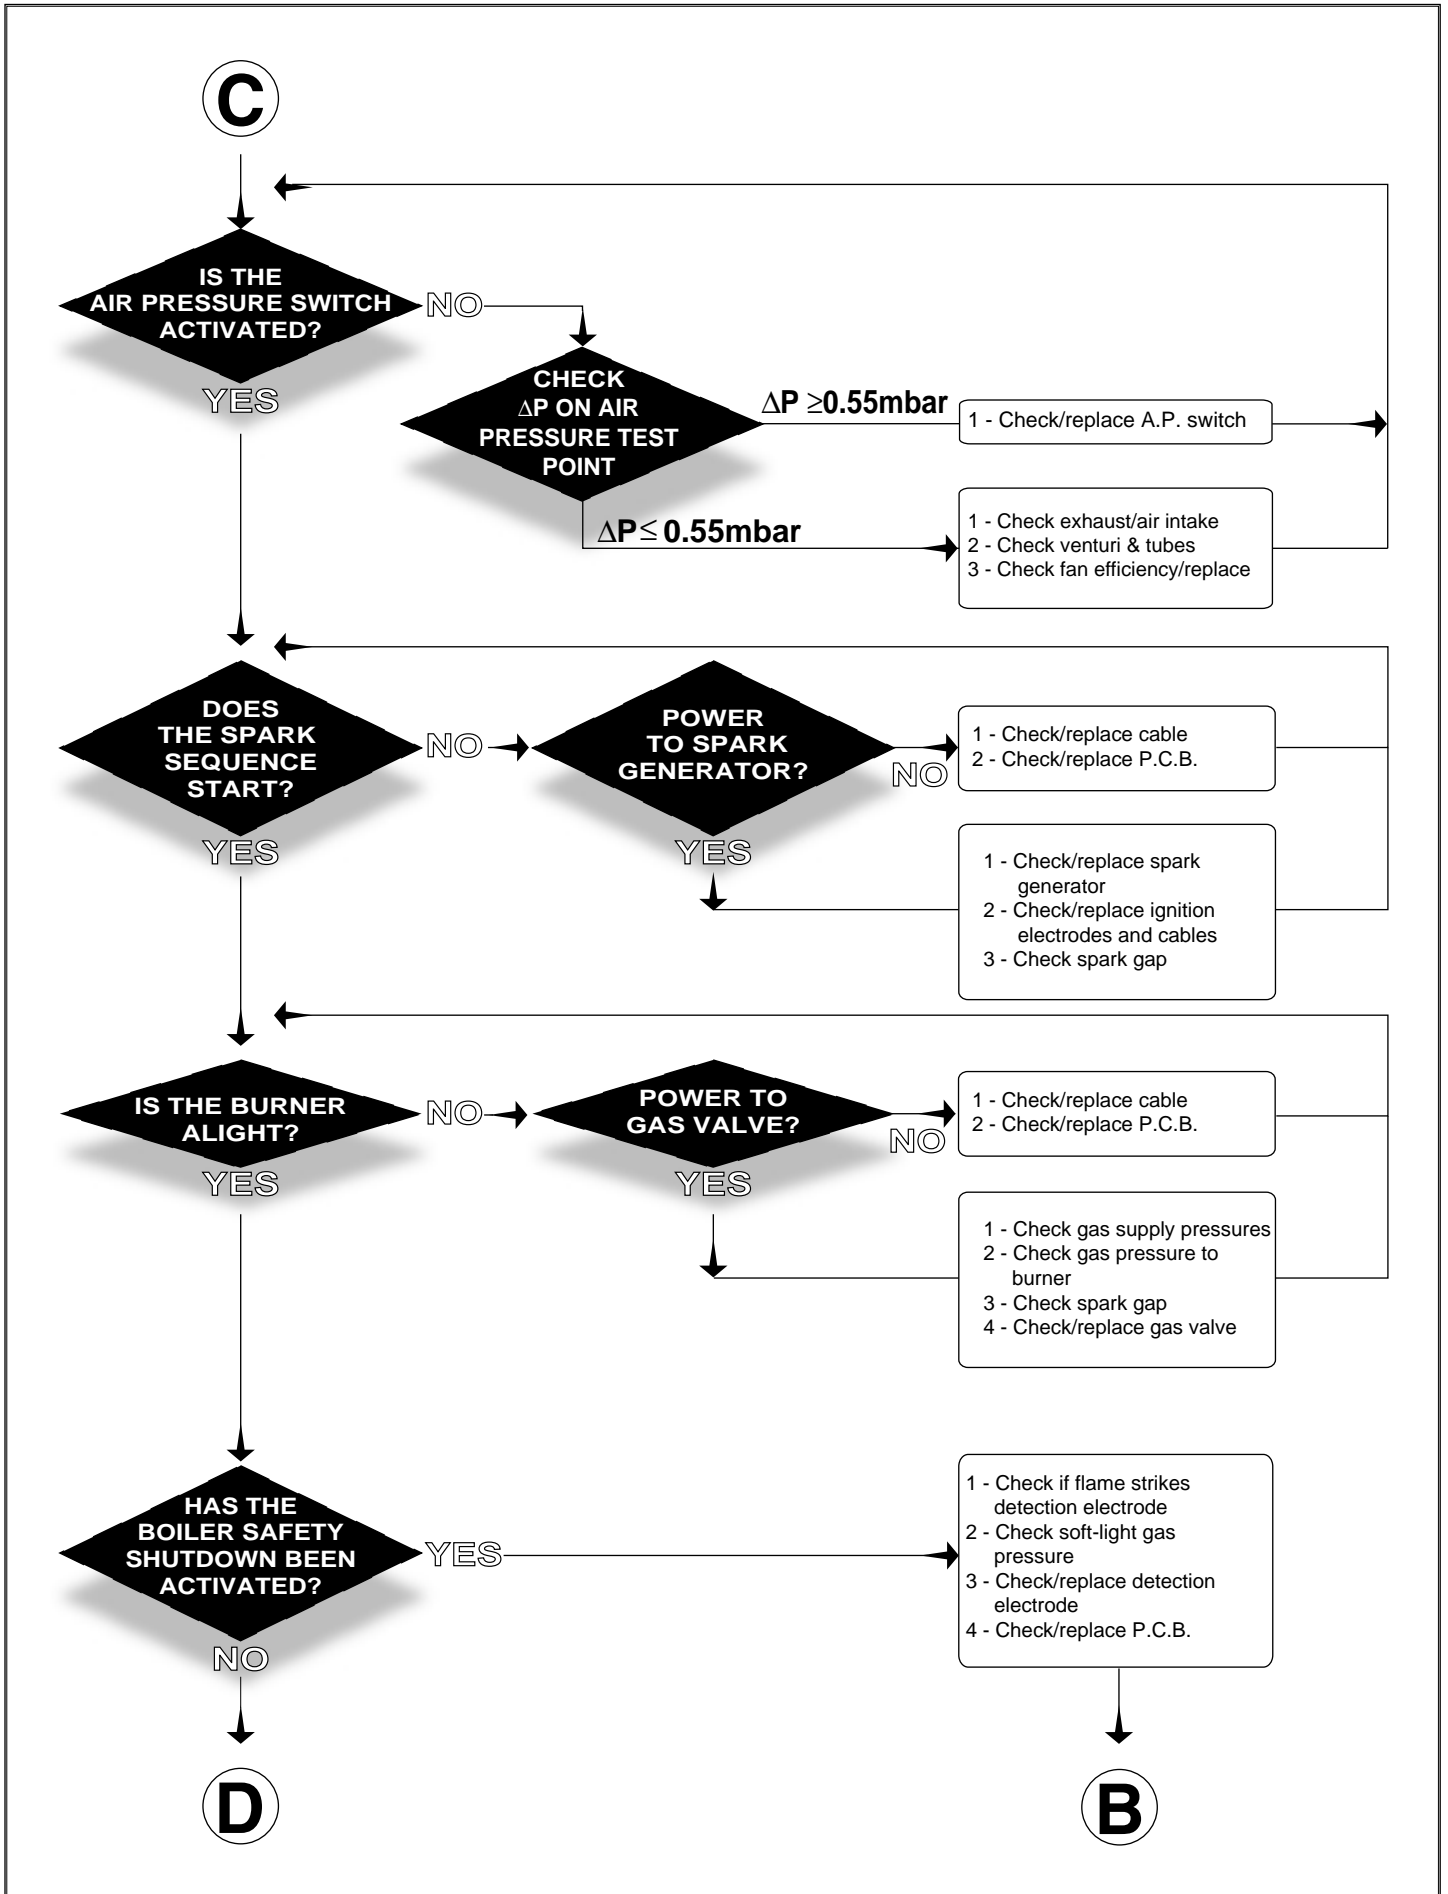 C
IS THE
AIR PRESSURE SWITCH
ACTIVATED?
NO
YES
CHECK
ΔP ON AIR
PRESSURE TEST
POINT
ΔP ≥0.55mbar
1 - Check/replace A.P. switch
ΔP≤ 0.55mbar
1 - Check exhaust/air intake
2 - Check venturi & tubes
3 - Check fan efficiency/replace
DOES
THE SPARK
SEQUENCE
START?
NO
YES
POWER
TO SPARK
GENERATOR?
NO
1 - Check/replace cable
2 - Check/replace P.C.B.
YES
1 - Check/replace spark
generator
2 - Check/replace ignition
electrodes and cables
3 - Check spark gap
IS THE BURNER
ALIGHT?
NO
YES
POWER TO
GAS VALVE?
NO
1 - Check/replace cable
2 - Check/replace P.C.B.
YES
1 - Check gas supply pressures
2 - Check gas pressure to
burner
3 - Check spark gap
4 - Check/replace gas valve
HAS THE
BOILER SAFETY
SHUTDOWN BEEN
ACTIVATED?
YES
1 - Check if flame strikes
detection electrode
2 - Check soft-light gas
pressure
3 - Check/replace detection
electrode
4 - Check/replace P.C.B.
NO
D
B